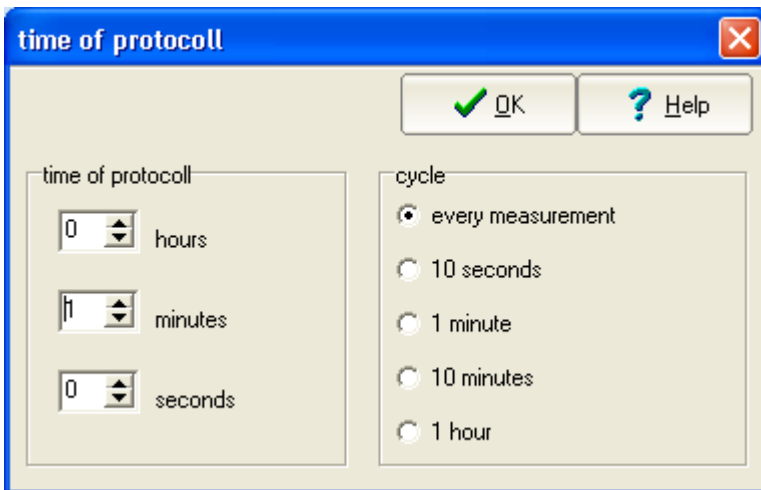 time of protocoll
OK
Help
time of protocoll
0 hours
1 minutes
0 seconds
cycle
every measurement
10 seconds
1 minute
10 minutes
1 hour